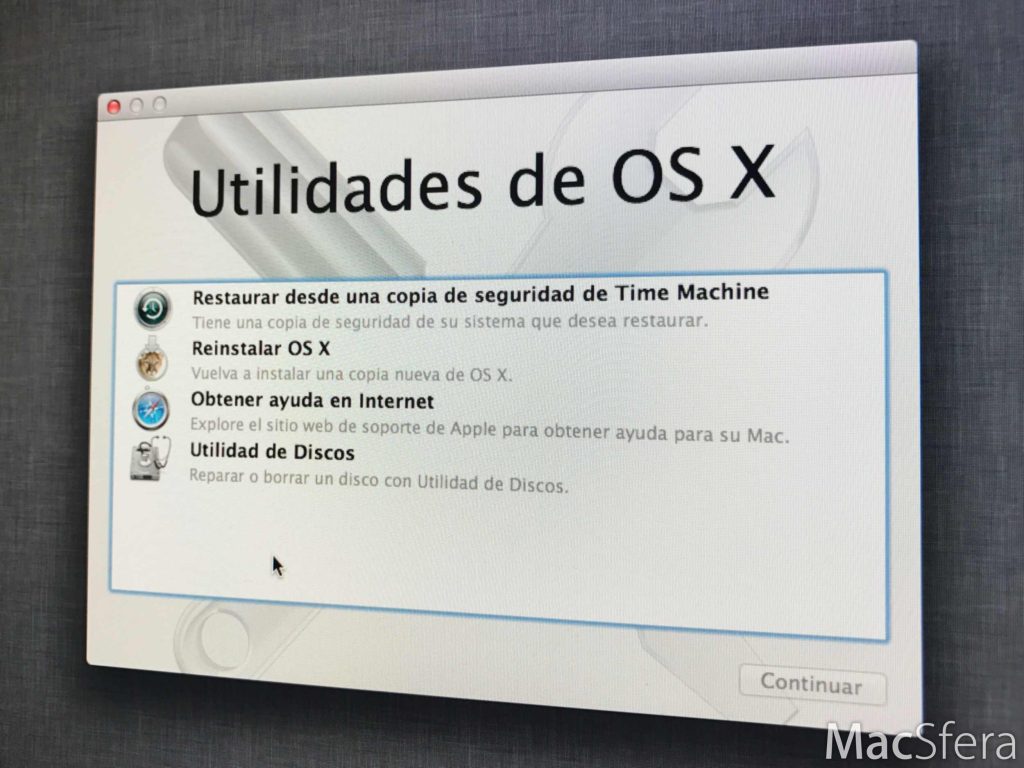 Utilidades de OS X
Restaurar desde una copia de seguridad de Time Machine
Tiene una copia de seguridad de su sistema que desea restaurar.
Reinstalar OS X
Vuelva a instalar una copia nueva de OS X.
Obtener ayuda en Internet
Explore el sitio web de soporte de Apple para obtener ayuda para su Mac.
Utilidad de Discos
Reparar o borrar un disco con Utilidad de Discos.
Continuar
MacSfera